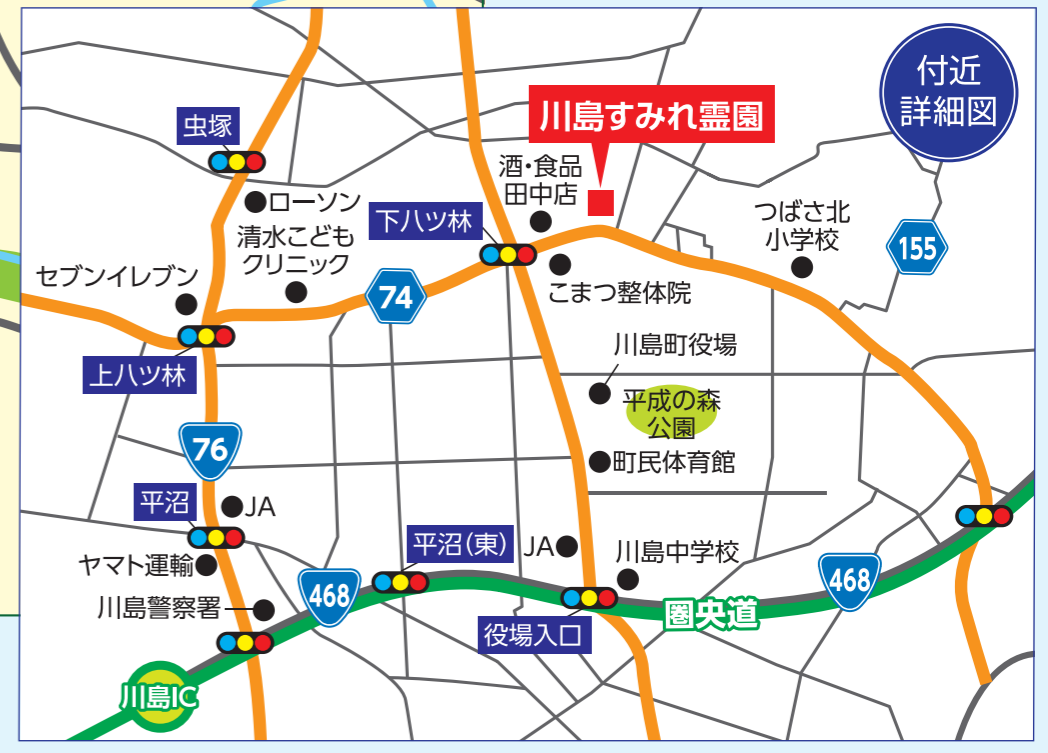 付近
詳細図
川島すみれ霊園
虫塚
酒・食品
田中店
ローソン
下八ツ林
つばさ北
小学校
清水こども
クリニック
155
セブンイレブン
74
こまつ整体院
上八ツ林
川島町役場
平成の森
公園
76
町民体育館
平沼
JA
平沼(東)
JA
川島中学校
ヤマト運輸
468
468
川島警察署
圏央道
役場入口
川島IC